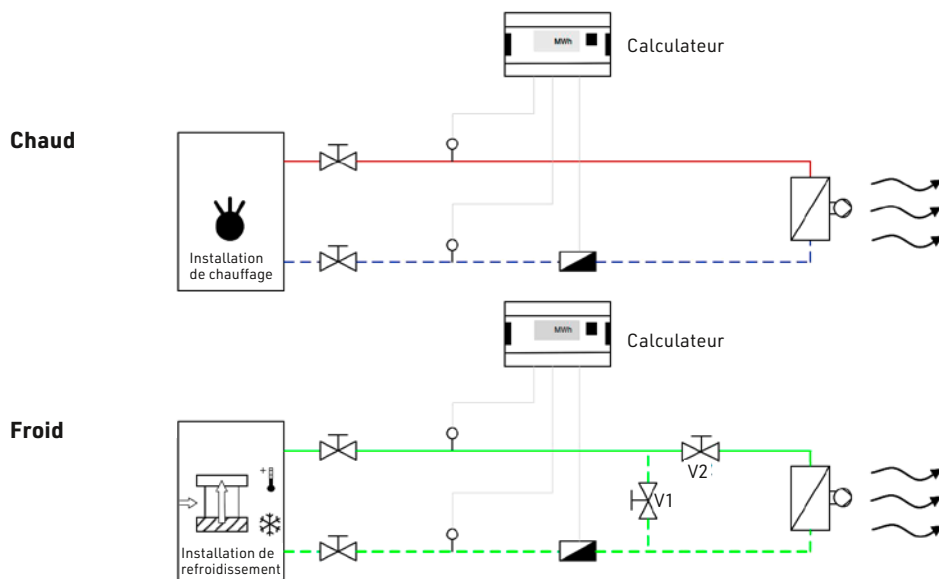 MWh
Calculateur
Chaud
Installation
de chauffage
MWh
Calculateur
Froid
V2
V1
+
Installation de
refroidissement